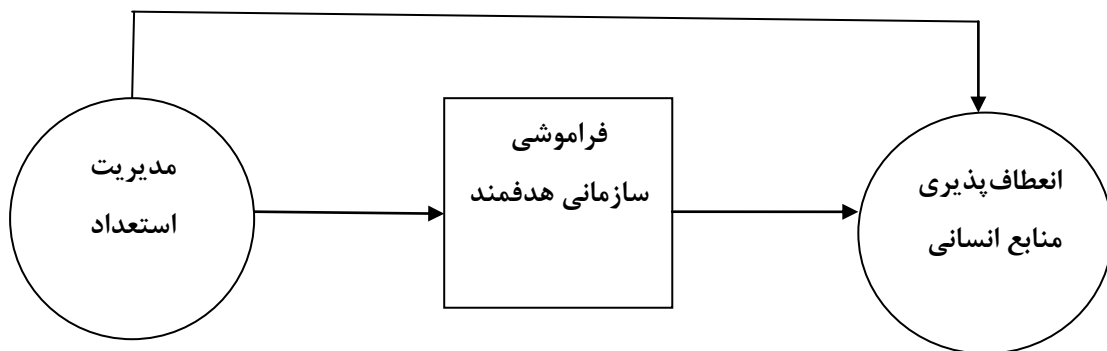 فراموشی
سازمانی هدفمند
مدیریت
استعداد
انعطاف‌پذیری
منابع انسانی